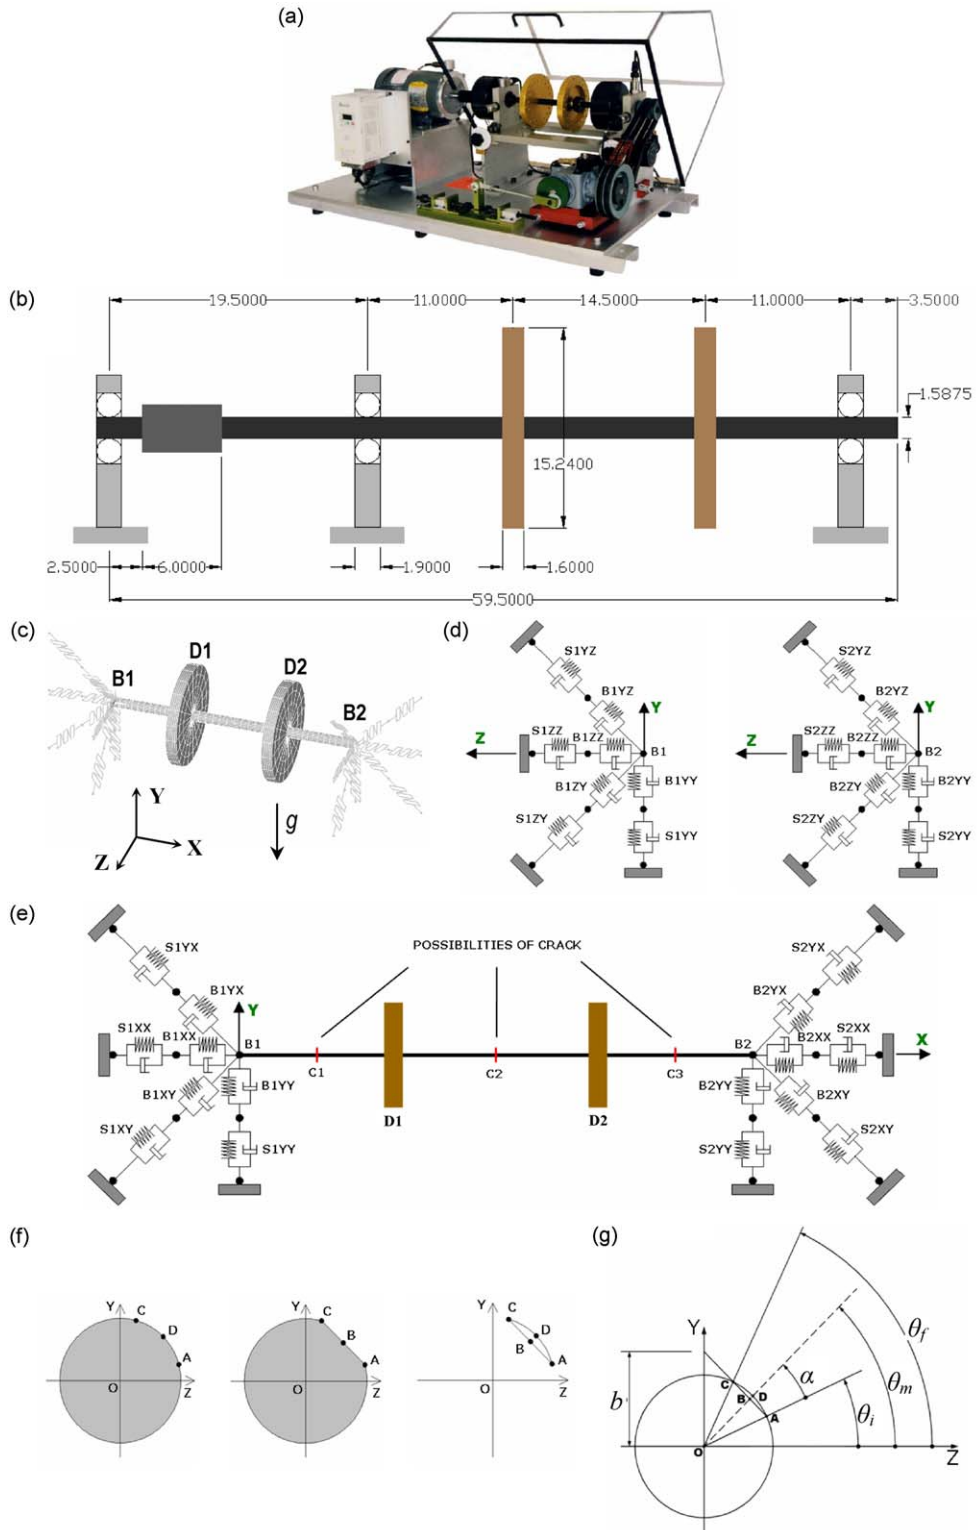 (a)
(b)
19.5000 11.0000 14.5000 11.0000 3.5000
1.5875
15.2400
2.5000 6.0000 1.9000 1.6000
59.5000
(c)
D1
B1
D2
B2
Y
Z
X
g
(d)
S1YZ
B1YZ
Y
S1ZZ
B1ZZ
Z
B1
B1ZY
B1YY
S1ZY
S1YY
S2YZ
B2YZ
Y
S2ZZ
B2ZZ
Z
B2
B2ZY
B2YY
S2ZY
S2YY
(e)
POSSIBILITIES OF CRACK
S1YX
B1YX
Y
S1XX
B1XX
B1
B1XY
B1YY
S1XY
S1YY
C1
C2
C3
D1
D2
S2YX
B2YX
B2
B2XX
S2XX
X
B2YY
B2XY
S2YY
S2XY
(f)
Y
C
D
A
O
Z
Y
C
B
A
O
Z
Y
C
D
B
A
O
Z
(g)
Y
θf
C
D
α
θm
b
B
A
θi
O
Z